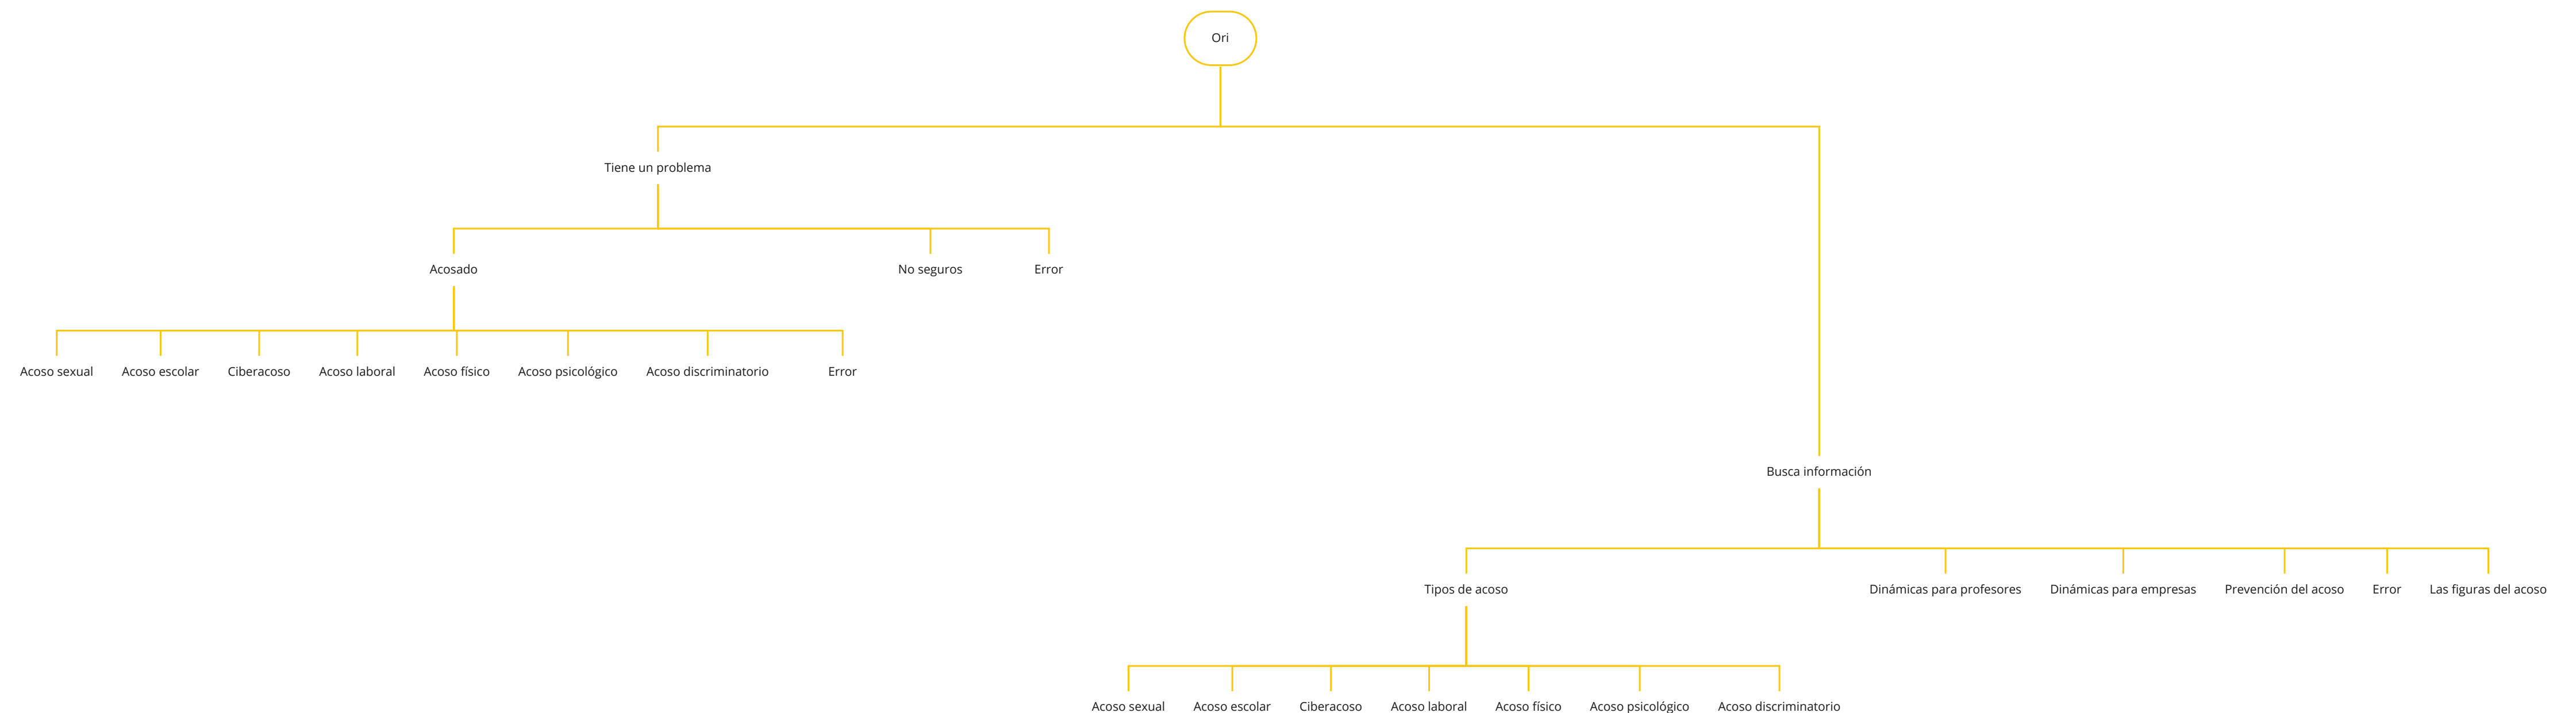 Ori
Tiene un problema
Acosado
No seguros
Error
Acoso sexual
Acoso escolar
Ciberacoso
Acoso laboral
Acoso físico
Acoso psicológico
Acoso discriminatorio
Error
Busca información
Tipos de acoso
Dinámicas para profesores
Dinámicas para empresas
Prevención del acoso
Error
Las figuras del acoso
Acoso sexual
Acoso escolar
Ciberacoso
Acoso laboral
Acoso físico
Acoso psicológico
Acoso discriminatorio